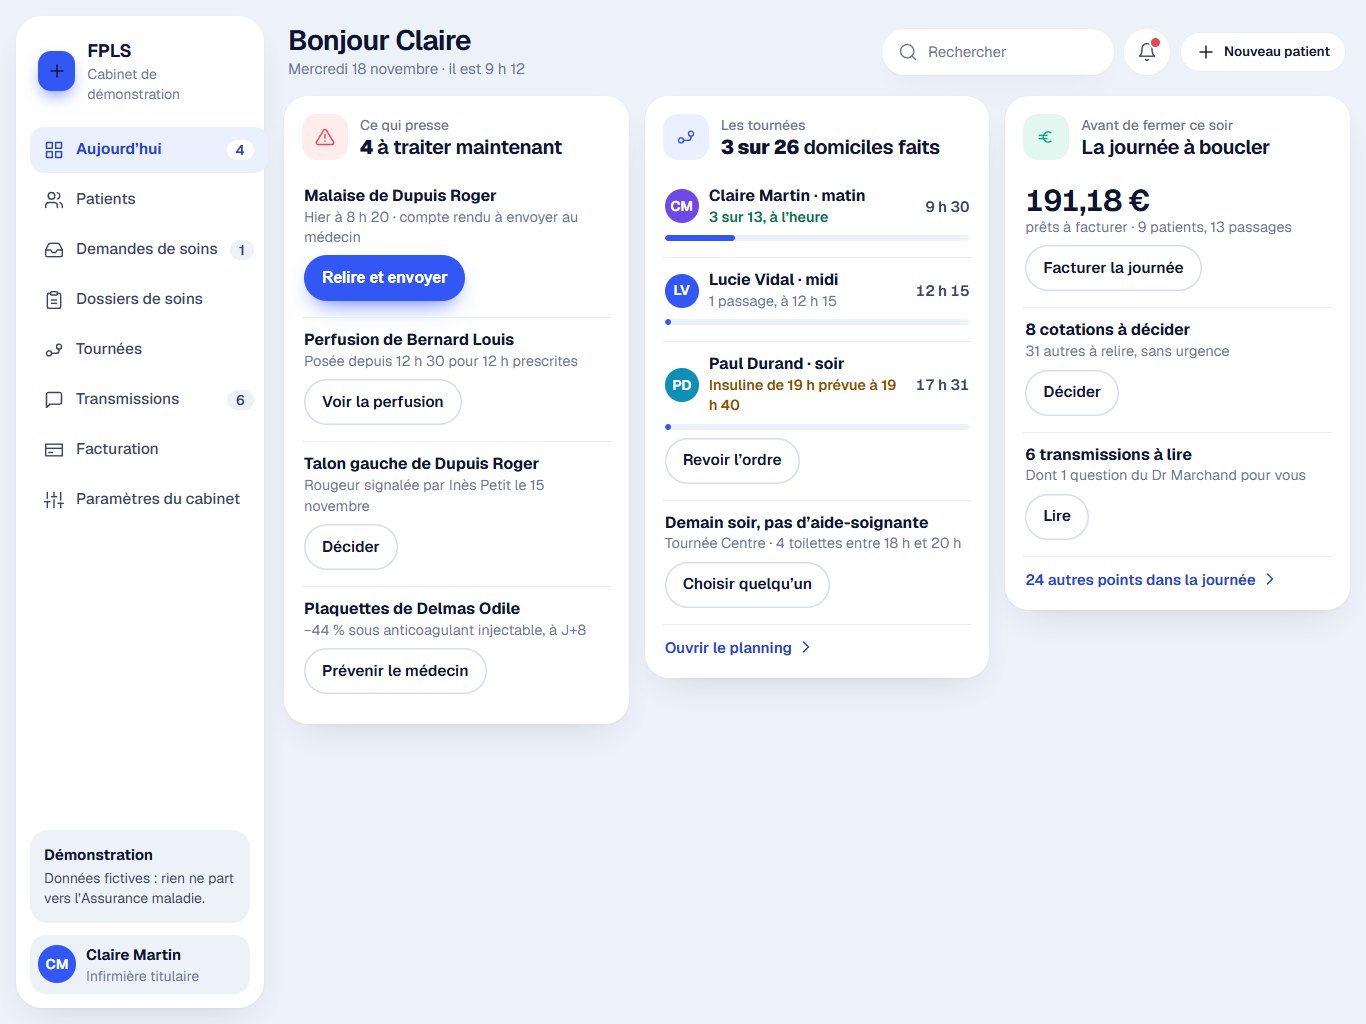 FPLS
Cabinet de
démonstration
Aujourd’hui 4
Patients
Demandes de soins 1
Dossiers de soins
Tournées
Transmissions 6
Facturation
Paramètres du cabinet
Démonstration
Données fictives : rien ne part
vers l’Assurance maladie.
CM
Claire Martin
Infirmière titulaire
Bonjour Claire
Mercredi 18 novembre · il est 9 h 12
Rechercher
Nouveau patient
Ce qui presse
4 à traiter maintenant
Malaise de Dupuis Roger
Hier à 8 h 20 · compte rendu à envoyer au
médecin
Relire et envoyer
Perfusion de Bernard Louis
Posée depuis 12 h 30 pour 12 h prescrites
Voir la perfusion
Talon gauche de Dupuis Roger
Rougeur signalée par Inès Petit le 15
novembre
Décider
Plaquettes de Delmas Odile
−44 % sous anticoagulant injectable, à J+8
Prévenir le médecin
Les tournées
3 sur 26 domiciles faits
CM
Claire Martin · matin
3 sur 13, à l’heure
9 h 30
LV
Lucie Vidal · midi
1 passage, à 12 h 15
12 h 15
PD
Paul Durand · soir
Insuline de 19 h prévue à 19
h 40
17 h 31
Revoir l’ordre
Demain soir, pas d’aide-soignante
Tournée Centre · 4 toilettes entre 18 h et 20 h
Choisir quelqu’un
Ouvrir le planning
Avant de fermer ce soir
La journée à boucler
191,18 €
prêts à facturer · 9 patients, 13 passages
Facturer la journée
8 cotations à décider
31 autres à relire, sans urgence
Décider
6 transmissions à lire
Dont 1 question du Dr Marchand pour vous
Lire
24 autres points dans la journée